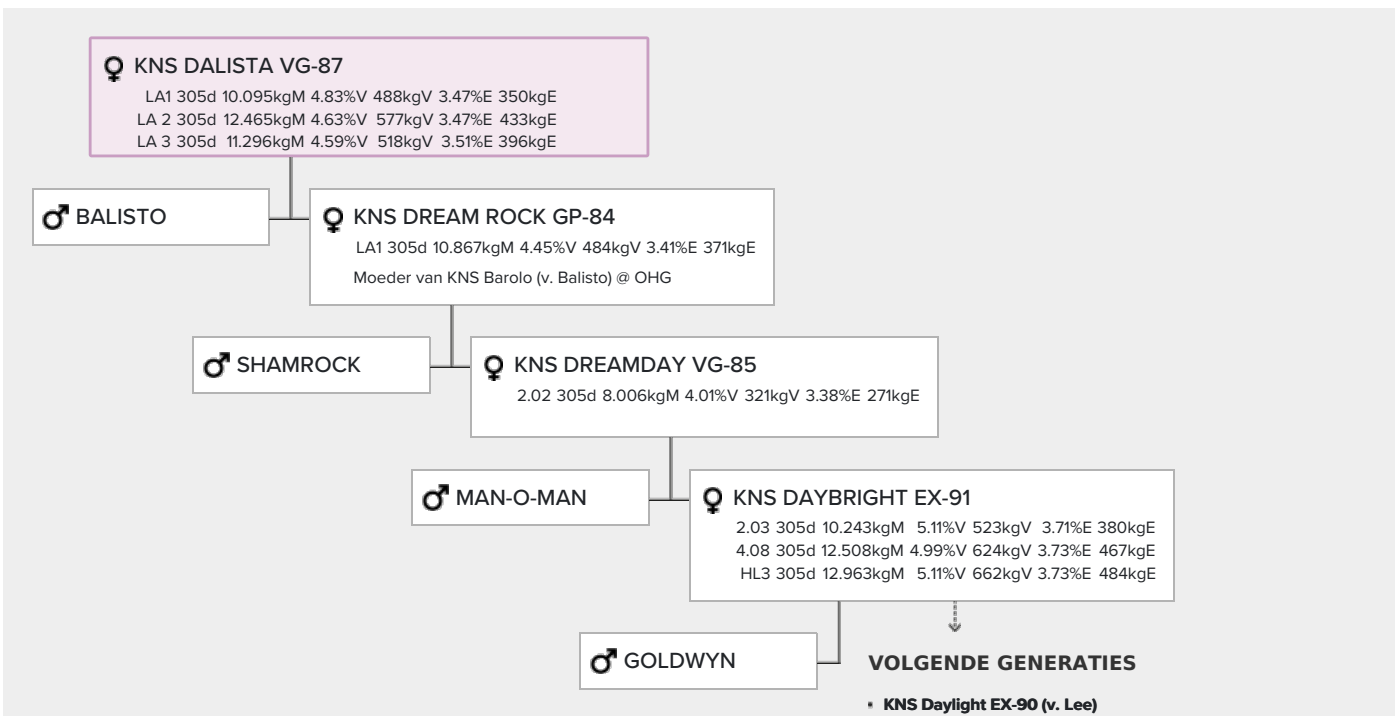 KNS DALISTA VG-87
LA1 305d 10.095kgM 4.83%V 488kgV 3.47%E 350kgE
LA 2 305d 12.465kgM 4.63%V 577kgV 3.47%E 433kgE
LA 3 305d 11.296kgM 4.59%V 518kgV 3.51%E 396kgE
BALISTO
KNS DREAM ROCK GP-84
LA1 305d 10.867kgM 4.45%V 484kgV 3.41%E 371kgE
Moeder van KNS Barolo (v. Balisto) @ OHG
SHAMROCK
KNS DREAMDAY VG-85
2.02 305d 8.006kgM 4.01%V 321kgV 3.38%E 271kgE
MAN-O-MAN
KNS DAYBRIGHT EX-91
2.03 305d 10.243kgM 5.11%V 523kgV 3.71%E 380kgE
4.08 305d 12.508kgM 4.99%V 624kgV 3.73%E 467kgE
HL3 305d 12.963kgM 5.11%V 662kgV 3.73%E 484kgE
GOLDWYN
VOLGENDE GENERATIES
▪ KNS Daylight EX-90 (v. Lee)